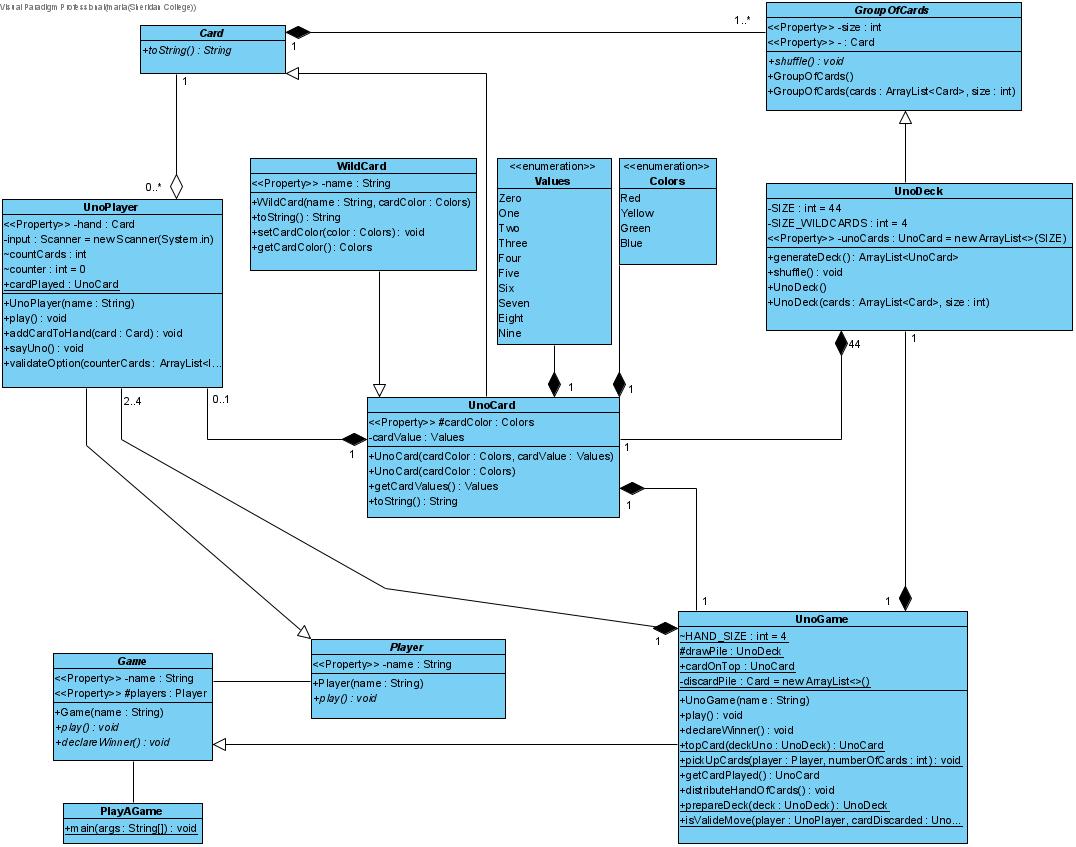 Visual Paradigm Professional(maria(Sheridan College))
Card
+toString() : String
1
1
1..*
GroupOfCards
<<Property>> -size : int
<<Property>> - : Card
+shuffle() : void
+GroupOfCards()
+GroupOfCards(cards : ArrayList<Card>, size : int)
0..*
UnoPlayer
<<Property>> -hand : Card
-input : Scanner = new Scanner(System.in)
~countCards : int
~counter : int = 0
+cardPlayed : UnoCard
+UnoPlayer(name : String)
+play() : void
+addCardToHand(card : Card) : void
+sayUno() : void
+validateOption(counterCards : ArrayList<I...
WildCard
<<Property>> -name : String
+WildCard(name : String, cardColor : Colors)
+toString() : String
+setCardColor(color : Colors) : void
+getCardColor() : Colors
<<enumeration>>
Values
Zero
One
Two
Three
Four
Five
Six
Seven
Eight
Nine
<<enumeration>>
Colors
Red
Yellow
Green
Blue
UnoDeck
-SIZE : int = 44
-SIZE_WILDCARDS : int = 4
<<Property>> -unoCards : UnoCard = new ArrayList<>(SIZE)
+generateDeck() : ArrayList<UnoCard>
+shuffle() : void
+UnoDeck()
+UnoDeck(cards : ArrayList<Card>, size : int)
44
1
2..4
0..1
1
1
1
UnoCard
<<Property>> #cardColor : Colors
-cardValue : Values
+UnoCard(cardColor : Colors, cardValue : Values)
+UnoCard(cardColor : Colors)
+getCardValues() : Values
+toString() : String
1
1
1
1
1
UnoGame
~HAND_SIZE : int = 4
#drawPile : UnoDeck
+cardOnTop : UnoCard
-discardPile : Card = new ArrayList<>()
+UnoGame(name : String)
+play() : void
+declareWinner() : void
+topCard(deckUno : UnoDeck) : UnoCard
+pickUpCards(player : Player, numberOfCards : int) : void
+getCardPlayed() : UnoCard
+distributeHandOfCards() : void
+prepareDeck(deck : UnoDeck) : UnoDeck
+isValideMove(player : UnoPlayer, cardDiscarded : Uno...
Player
<<Property>> -name : String
+Player(name : String)
+play() : void
Game
<<Property>> -name : String
<<Property>> #players : Player
+Game(name : String)
+play() : void
+declareWinner() : void
PlayAGame
+main(args : String[]) : void